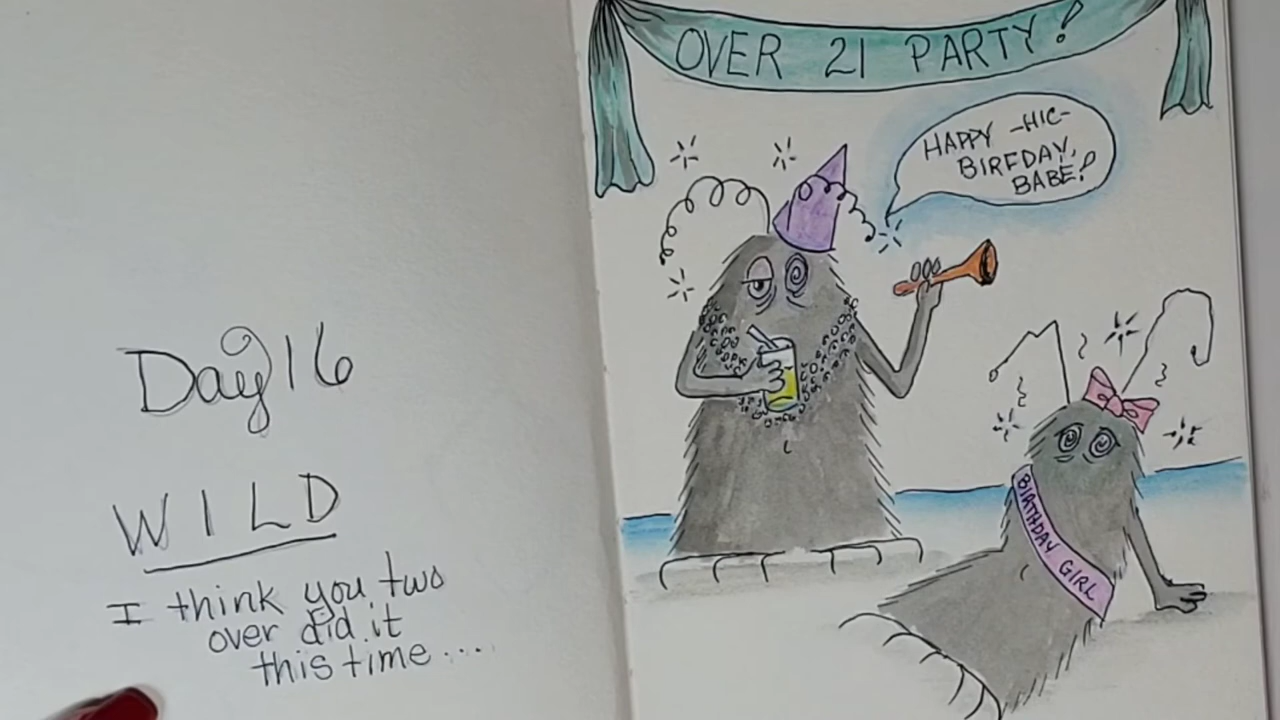 Day 16
WILD
I think you two
over did it
this time....
OVER 21 PARTY!
HAPPY -HIC-
BIRFDAY,
BABE!
BIRTHDAY GIRL